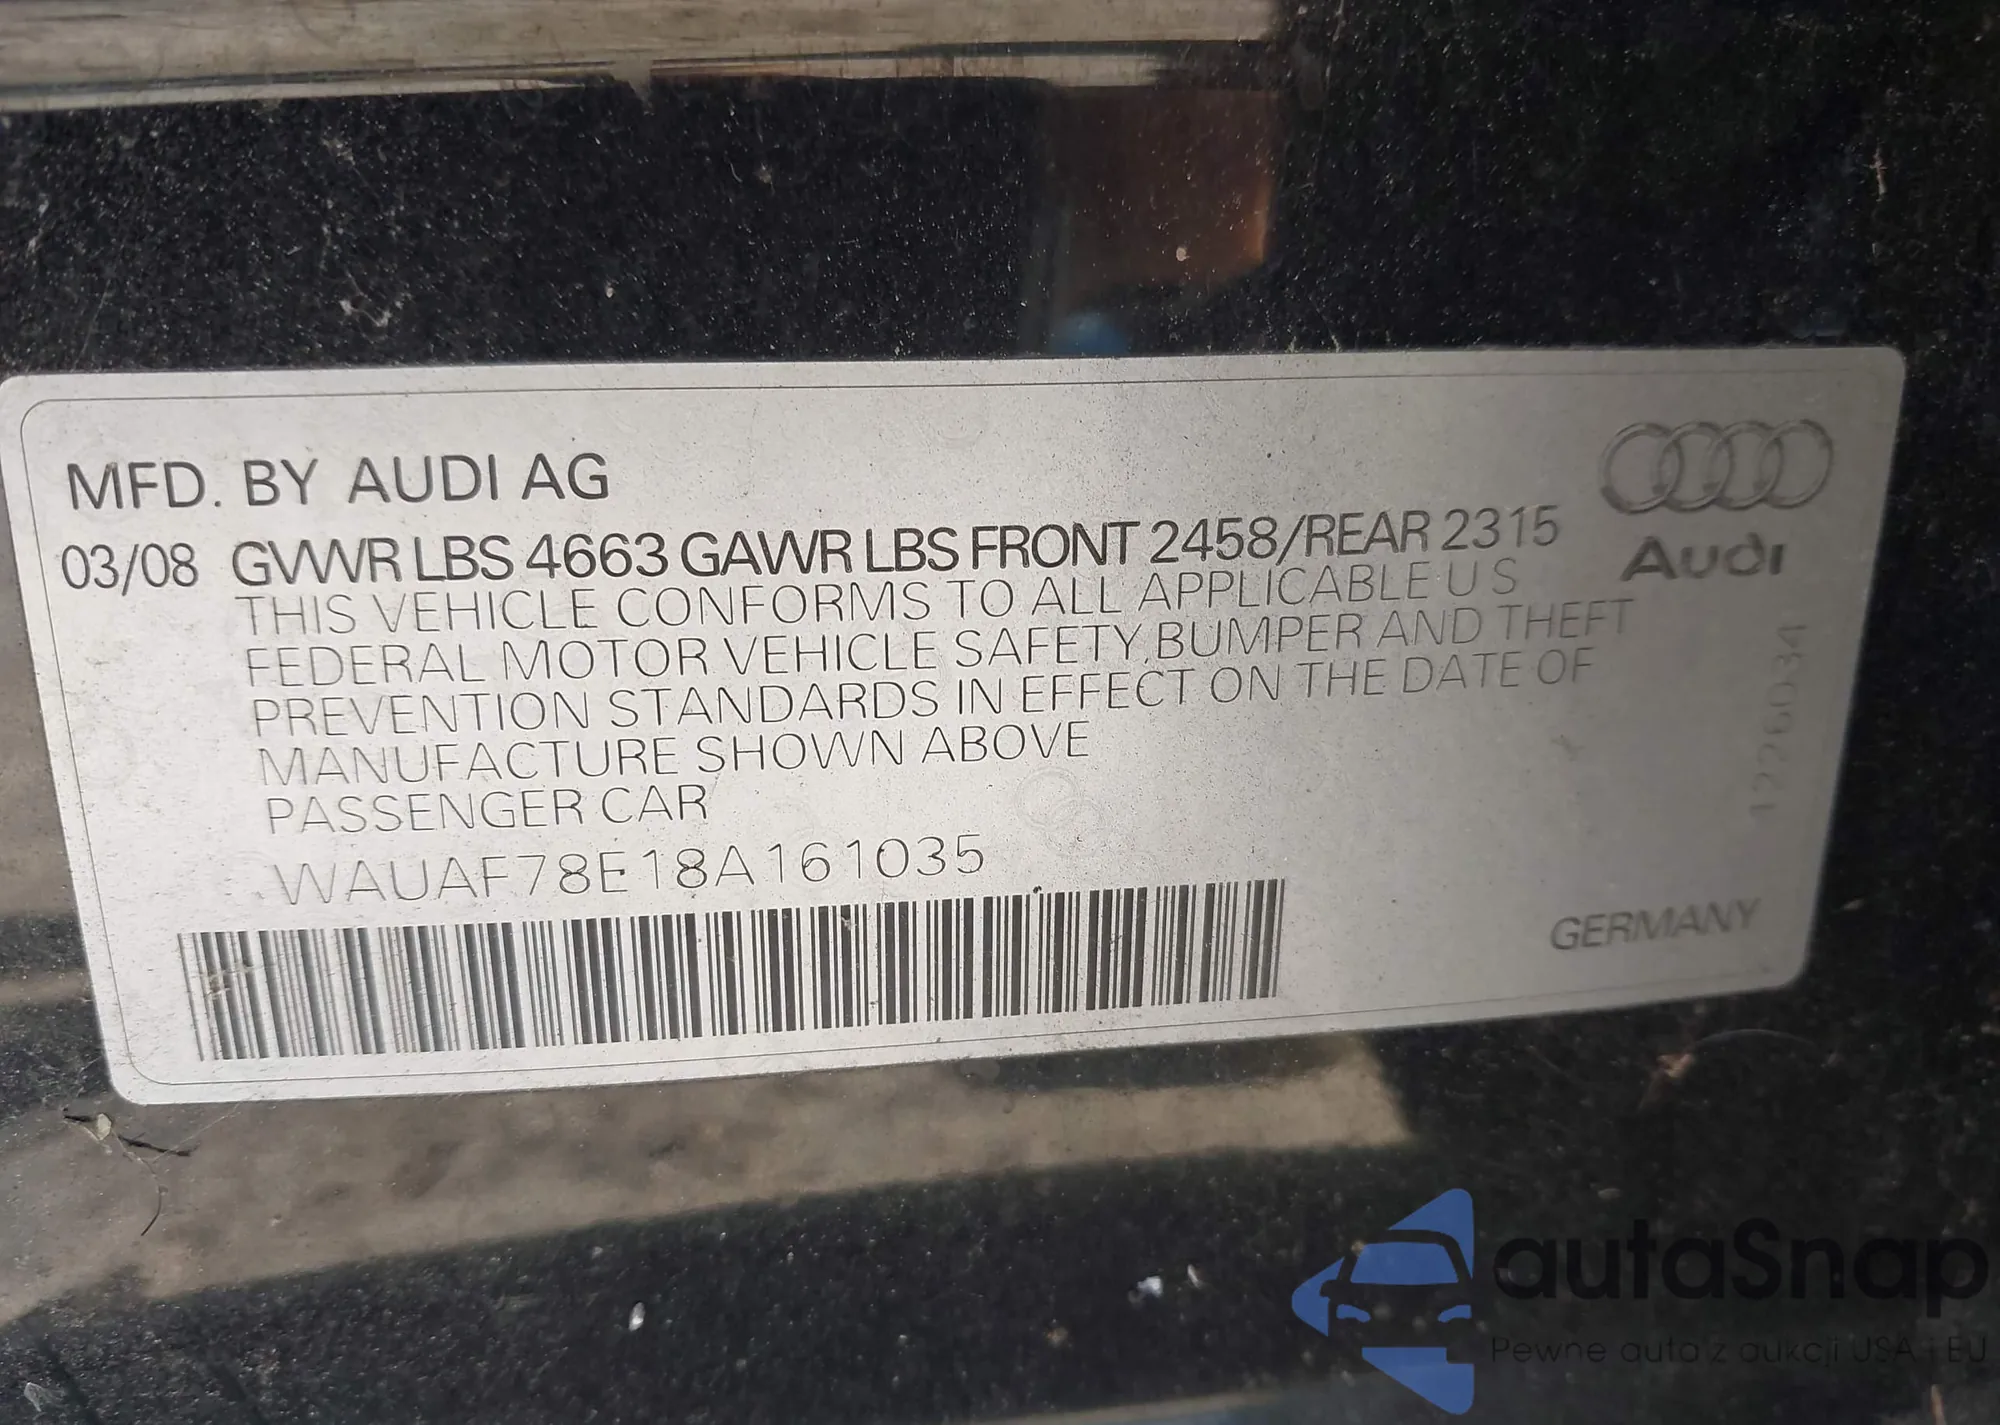 MFD. BY AUDI AG
03/08 GVWR LBS 4663 GAWR LBS FRONT 2458/REAR 2315
THIS VEHICLE CONFORMS TO ALL APPLICABLE U S
FEDERAL MOTOR VEHICLE SAFETY, BUMPER AND THEFT
PREVENTION STANDARDS IN EFFECT ON THE DATE OF
MANUFACTURE SHOWN ABOVE
PASSENGER CAR
WAUAF78E18A161035
Audi
1226034
GERMANY
autaSnap
Pewne auta z aukcji USA i EU